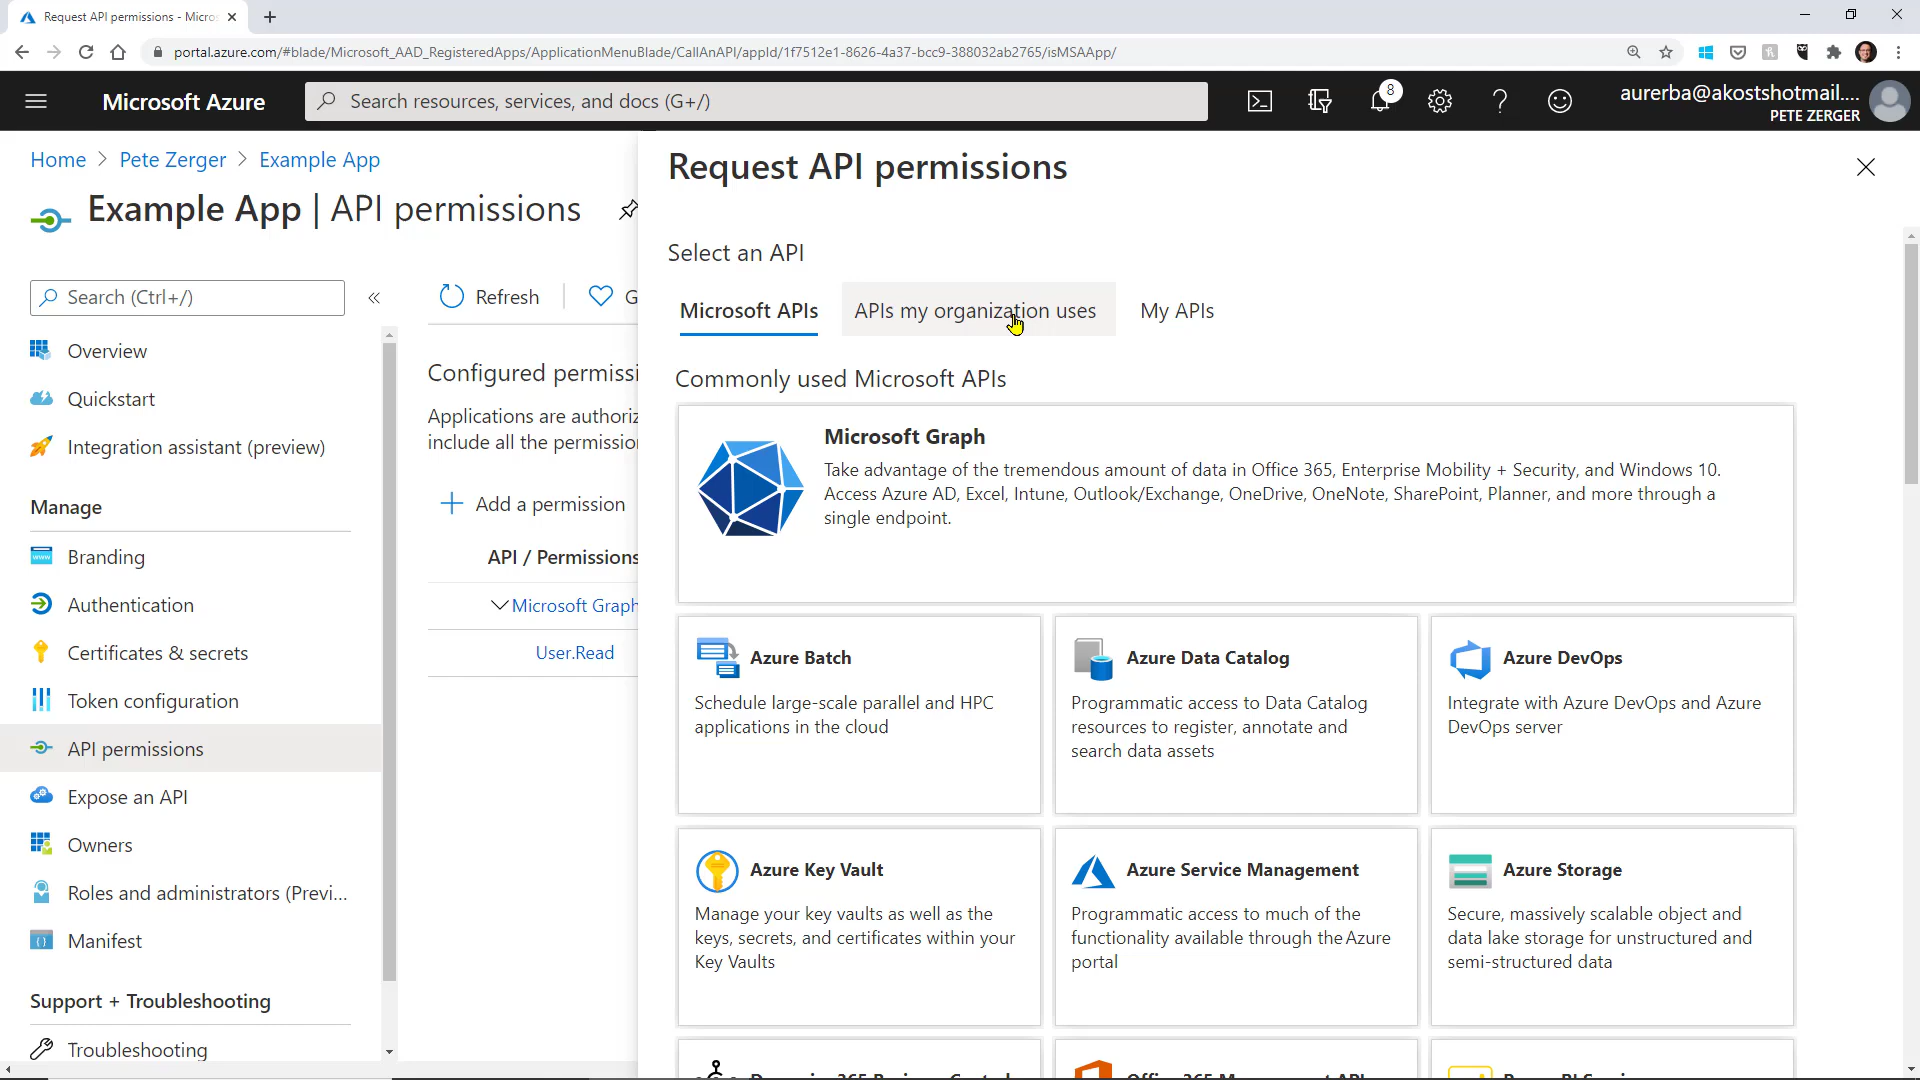 Request API permissions - Micros
portal.azure.com/#blade/Microsoft_AAD_RegisteredApps/ApplicationMenuBlade/CallAnAPI/appId/1f7512e1-8626-4a37-bcc9-388032ab2765/isMSAApp/
Microsoft Azure
Search resources, services, and docs (G+/)
8
aurerba@akostshotmail....
PETE ZERGER
Home > Pete Zerger > Example App
Example App | API permissions
Search (Ctrl+/)
Overview
Quickstart
Integration assistant (preview)
Manage
Branding
Authentication
Certificates & secrets
Token configuration
API permissions
Expose an API
Owners
Roles and administrators (Previ...
Manifest
Support + Troubleshooting
Troubleshooting
Refresh
G
Configured permissi
Applications are authoriz
include all the permission
Add a permission
API / Permissions
Microsoft Graph
User.Read
Request API permissions
Select an API
Microsoft APIs
APIs my organization uses
My APIs
Commonly used Microsoft APIs
Microsoft Graph
Take advantage of the tremendous amount of data in Office 365, Enterprise Mobility + Security, and Windows 10.
Access Azure AD, Excel, Intune, Outlook/Exchange, OneDrive, OneNote, SharePoint, Planner, and more through a
single endpoint.
Azure Batch
Schedule large-scale parallel and HPC
applications in the cloud
Azure Data Catalog
Programmatic access to Data Catalog
resources to register, annotate and
search data assets
Azure DevOps
Integrate with Azure DevOps and Azure
DevOps server
Azure Key Vault
Manage your key vaults as well as the
keys, secrets, and certificates within your
Key Vaults
Azure Service Management
Programmatic access to much of the
functionality available through the Azure
portal
Azure Storage
Secure, massively scalable object and
data lake storage for unstructured and
semi-structured data
Office 365 Management API